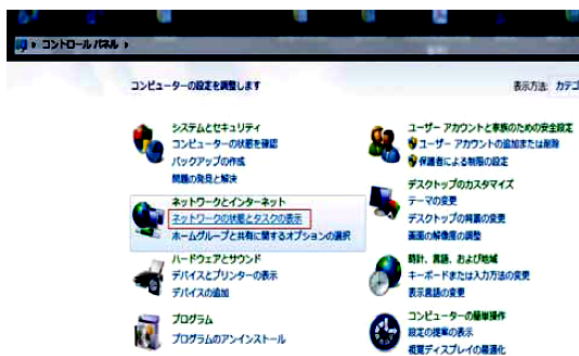 コントロール パネル
コンピューターの設定を調整します
表示方法: カテゴ
システムとセキュリティ
コンピューターの状態を確認
バックアップの作成
問題の発見と解決
ネットワークとインターネット
ネットワークの状態とタスクの表示
ホームグループと共有に関するオプションの選択
ハードウェアとサウンド
デバイスとプリンターの表示
デバイスの追加
プログラム
プログラムのアンインストール
ユーザー アカウントと家族のための安全設定
ユーザー アカウントの追加または削除
保護者による制限の設定
デスクトップのカスタマイズ
テーマの変更
デスクトップの背景の変更
画面の解像度の調整
時計、言語、および地域
キーボードまたは入力方法の変更
表示言語の変更
コンピューターの簡単操作
設定の提案の表示
視覚ディスプレイの最適化